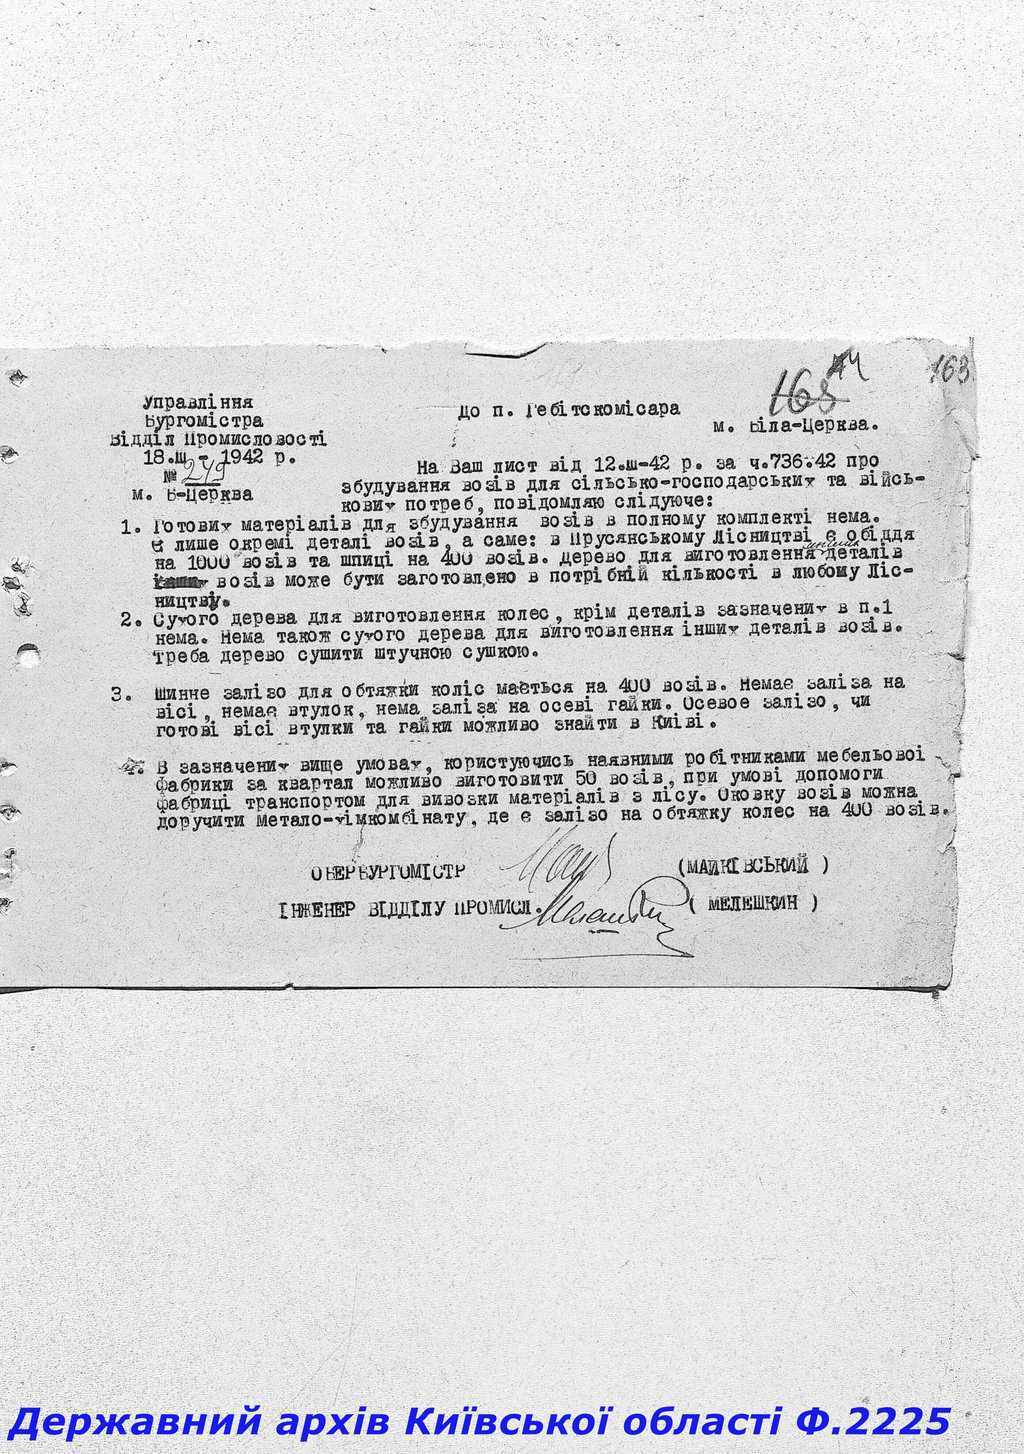 163
Управління
Бургомістра
Відділ Промисловості
18.Ш - 1942 р.
№ 249
м. Б-Церква
До п. Гебітскомісара
м. Біла-Церква.
На Ваш лист від 12.Ш-42 р. за ч.736.42 про
збудування возів для сільсько-господарських та війсь-
кових потреб, повідомляю слідуюче:
1. Готових матеріалів для збудування возів в полному комплекті нема.
Є лише окремі деталі возів, а саме: в Прусянському Лісництві є обіддя
на 1000 возів та шпиці на 400 возів. Дерево для виготовлення деталів
возів може бути заготовлено в потрібній кількості в любому Ліс-
ництві.
2. Сухого дерева для виготовлення колес, крім деталів зазначених в п.1
нема. Нема також сухого дерева для виготовлення інших деталів возів.
Треба дерево сушити штучною сушкою.
3. Шинне залізо для обтяжки коліс мається на 400 возів. Немає заліза на
вісі, немає втулок, нема заліза на осеві гайки. Осевое залізо, чи
готові вісі втулки та гайки можливо знайти в Києві.
4. В зазначених вище умовах, користуючись наявними робітниками мебельової
фабрики за квартал можливо виготовити 50 возів, при умові допомоги
фабриці транспортом для вивозки матеріалів з лісу. Оковку возів можна
доручити Метало-хімкомбінату, де є залізо на обтяжку колес на 400 возів.
ОБЕРБУРГОМІСТР (МАЙКІВСЬКИЙ )
ІНЖЕНЕР ВІДДІЛУ ПРОМИСЛ. ( МЕЛЕШКИН )
Державний архів Київської області Ф.2225